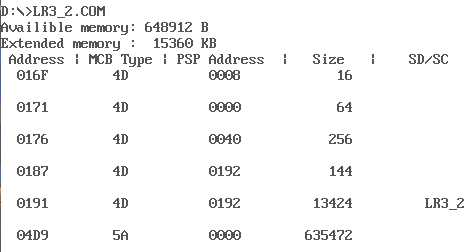 D:\>LR3_2.COM
Availible memory: 648912 B
Extended memory :  15360 KB
Address | MCB Type | PSP Address  |   Size   |    SD/SC
016F      4D         0008            16
0171      4D         0000            64
0176      4D         0040           256
0187      4D         0192           144
0191      4D         0192         13424         LR3_2
04D9      5A         0000        635472